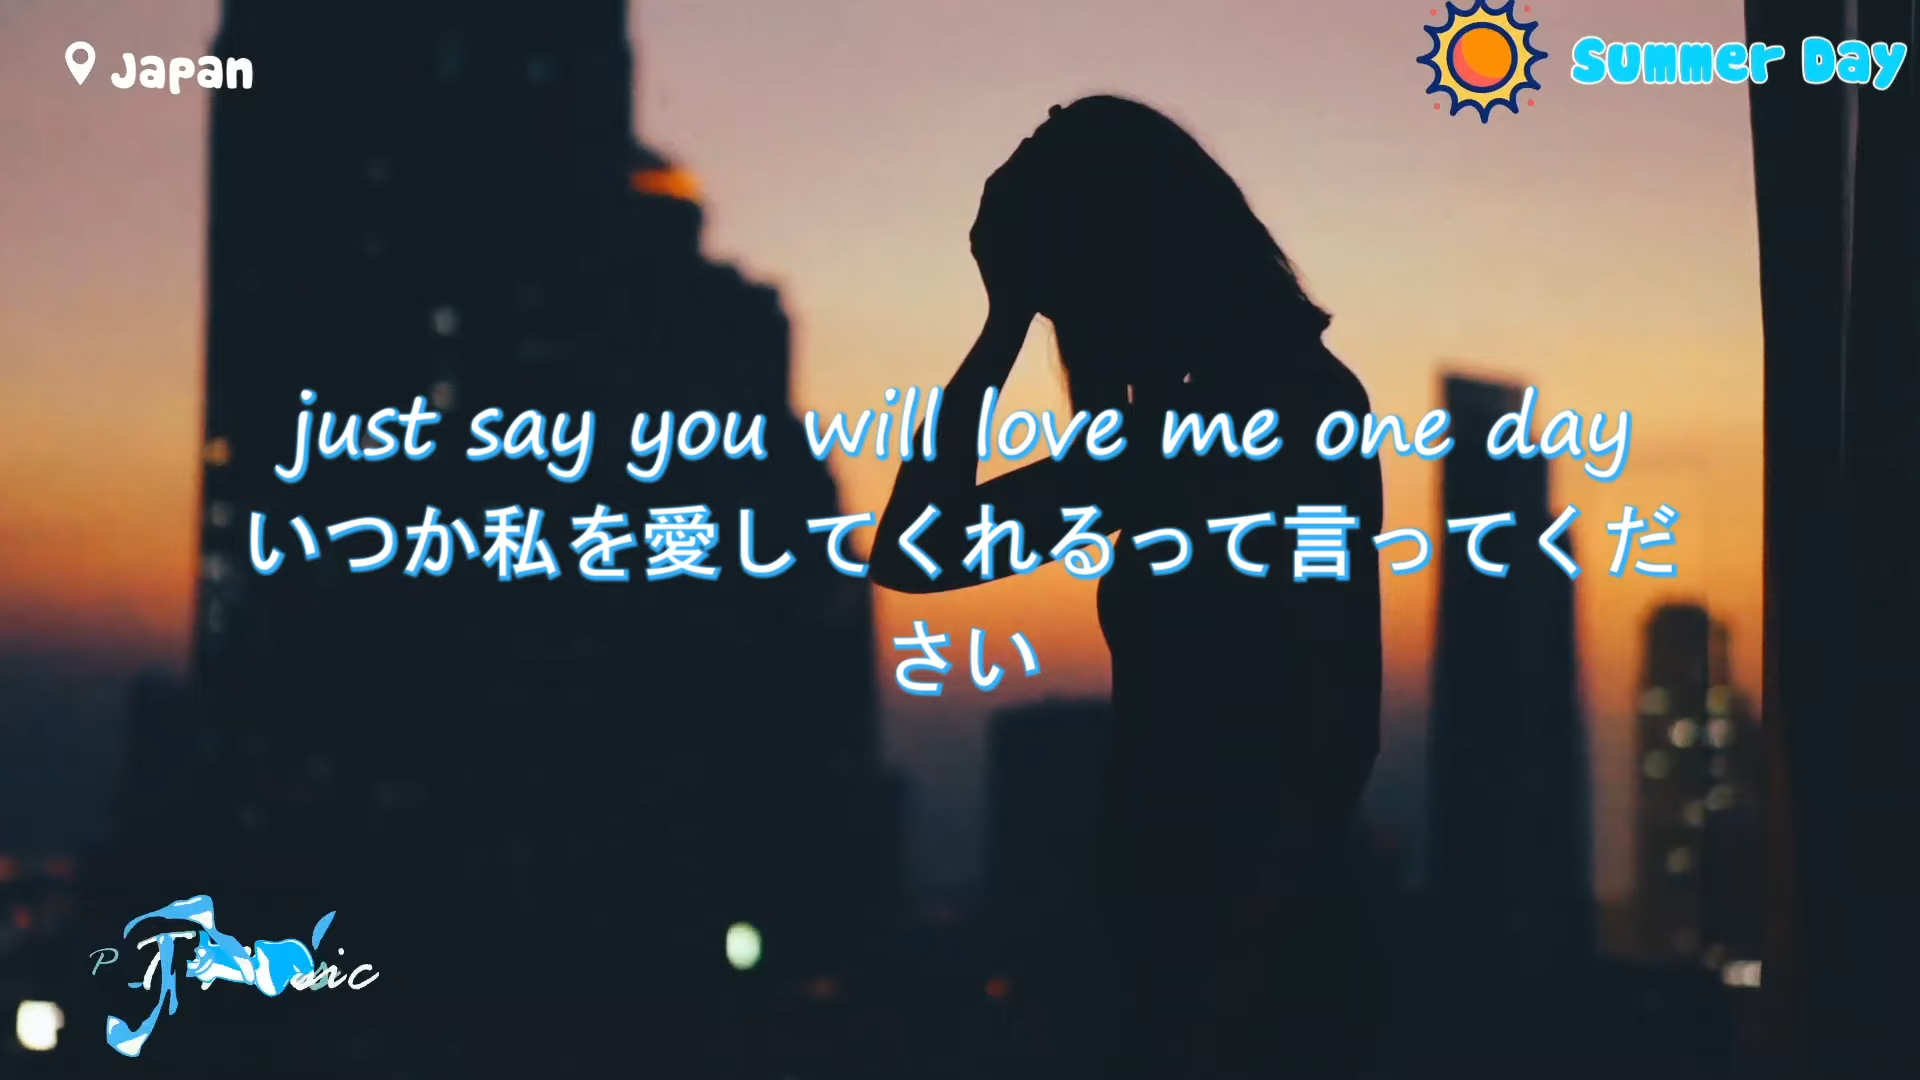 Japan
Summer Day
just say you will love me one day
いつか私を愛してくれるって言ってくだ
さい